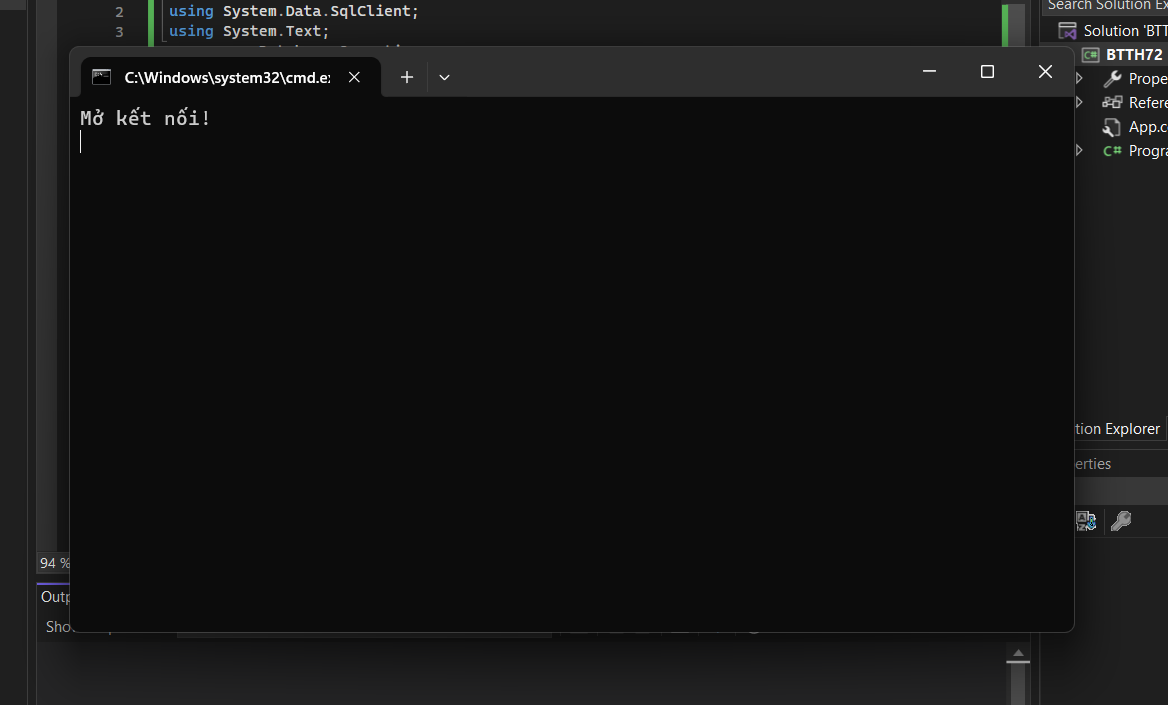 2 using System.Data.SqlClient;
3 using System.Text;
C:\Windows\system32\cmd.e
Mở kết nối!
Search Solution Ex
Solution 'BTT
C# BTTH72
Prope
Refere
App.c
C# Progra
tion Explorer
erties
94 %
Outp
Sho